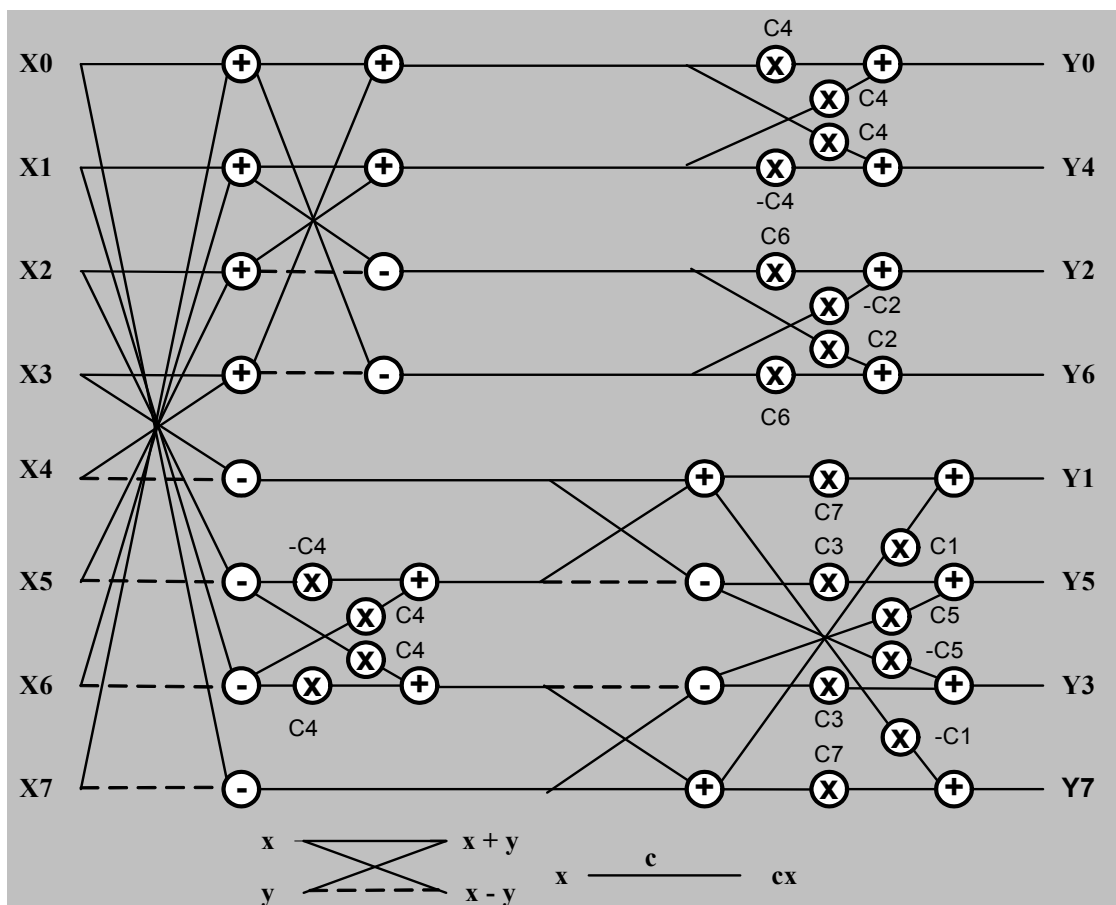 C4
X0 + + X + Y0
X C4
X C4
X1 + + X + Y4
-C4
C6
X2 + - X + Y2
X -C2
X C2
X3 + - X + Y6
C6
X4 - + X + Y1
C7
X C1
-C4 C3
X5 - X + - X + Y5
X C4 X C5
X C4 X -C5
X6 - X + - X + Y3
C4 C3
X -C1
C7
X7 - + X + Y7
x x + y
c
x cx
y x - y